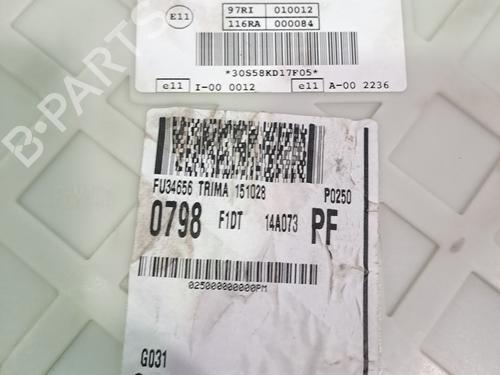 E11
97RI 010012
116RA 000084
*30S58KD17F05*
e11 I-00 0012 e11 A-00 2236
FU34656 TRIMA 151028 P0250
0798 F1DT 14A073 PF
025000000000PM
G031
B-PARTS